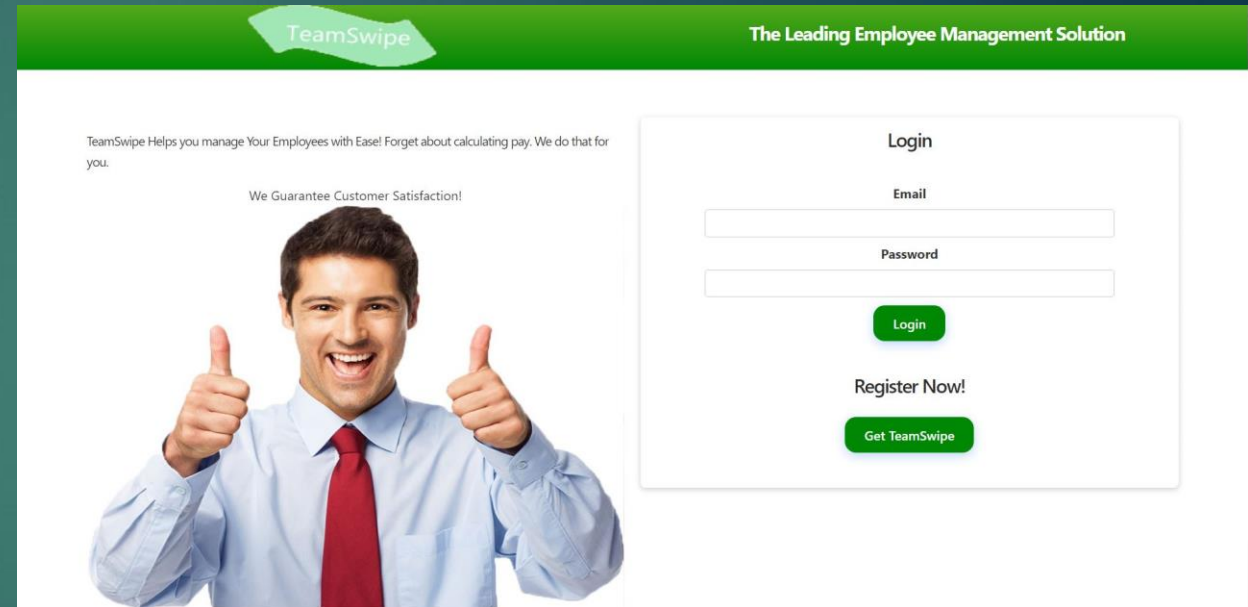 TeamSwipe
The Leading Employee Management Solution
TeamSwipe Helps you manage Your Employees with Ease! Forget about calculating pay. We do that for
you.
We Guarantee Customer Satisfaction!
Login
Email
Password
Login
Register Now!
Get TeamSwipe